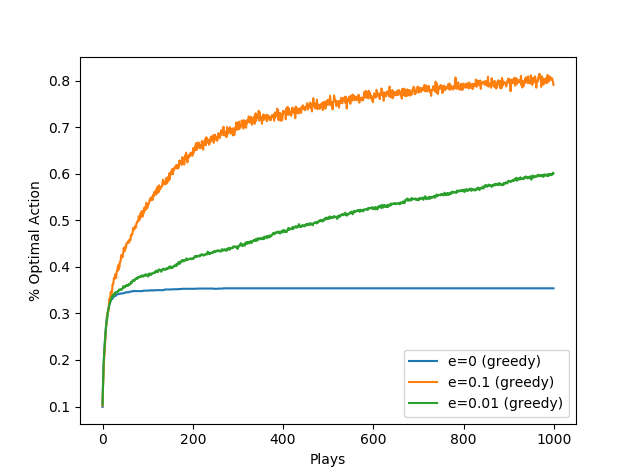 0.8
0.7
0.6
0.5
0.4
0.3
0.2
0.1
% Optimal Action
e=0 (greedy)
e=0.1 (greedy)
e=0.01 (greedy)
0 200 400 600 800 1000
Plays